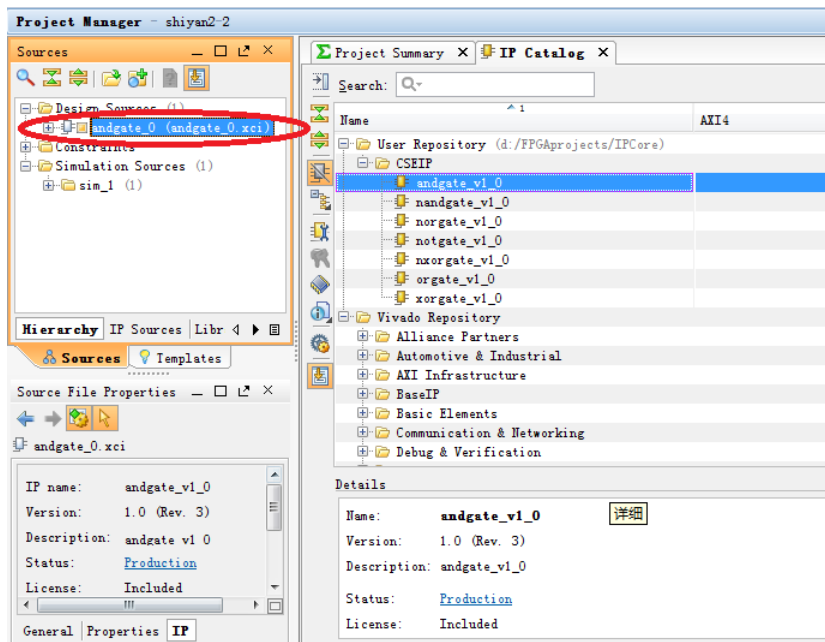 Project Manager - shiyan2-2
Sources
Design Sources (1)
andgate_0 (andgate_0.xci)
Constraints
Simulation Sources (1)
sim_1 (1)
Hierarchy IP Sources Libr
Sources Templates
Source File Properties
andgate_0.xci
IP name: andgate_v1_0
Version: 1.0 (Rev. 3)
Description: andgate v1 0
Status: Production
License: Included
General Properties IP
Project Summary IP Catalog
Search:
Name 1 AXI4
User Repository (d:/FPGAprojects/IPCore)
CSEIP
andgate_v1_0
nandgate_v1_0
norgate_v1_0
notgate_v1_0
nxorgate_v1_0
orgate_v1_0
xorgate_v1_0
Vivado Repository
Alliance Partners
Automotive & Industrial
AXI Infrastructure
BaseIP
Basic Elements
Communication & Networking
Debug & Verification
Details
Name: andgate_v1_0
详细
Version: 1.0 (Rev. 3)
Description: andgate_v1_0
Status: Production
License: Included